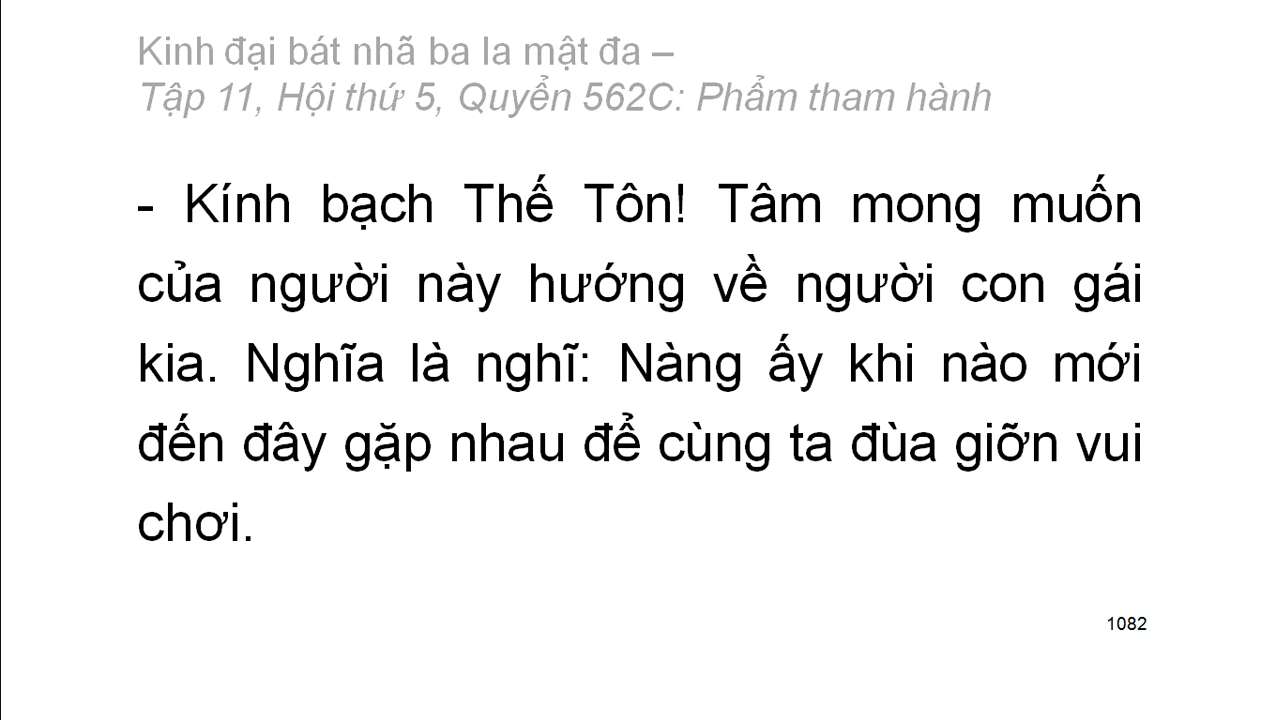 Kinh đại bát nhã ba la mật đa –
Tập 11, Hội thứ 5, Quyển 562C: Phẩm tham hành
- Kính bạch Thế Tôn! Tâm mong muốn
của người này hướng về người con gái
kia. Nghĩa là nghĩ: Nàng ấy khi nào mới
đến đây gặp nhau để cùng ta đùa giỡn vui
chơi.
1082